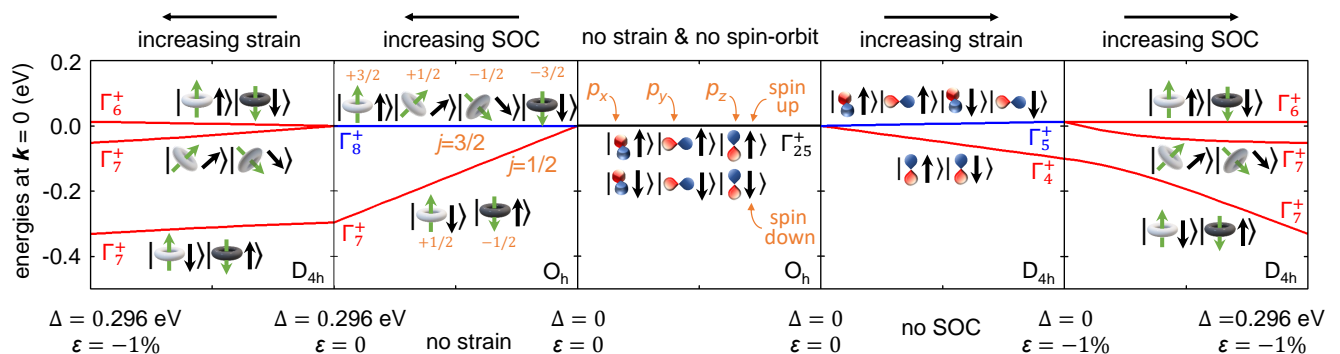 increasing strain
increasing SOC
no strain & no spin-orbit
increasing strain
increasing SOC
energies at k = 0 (eV)
0.2
0.0
-0.2
-0.4
Γ₆⁺
Γ₇⁺
Γ₇⁺
|↑⟩|↓⟩
|↗⟩|↘⟩
|↓⟩|↑⟩
D₄ₕ
+3/2 +1/2 -1/2 -3/2
|↑⟩|↗⟩|↘⟩|↓⟩
Γ₈⁺
j=3/2
j=1/2
Γ₇⁺
|↓⟩|↑⟩
+1/2 -1/2
Oₕ
pₓ p_y p_z spin
up
|↑⟩|↑⟩|↑⟩ Γ₂₅⁺
|↓⟩|↓⟩|↓⟩
spin
down
Oₕ
|↑⟩|↑⟩|↓⟩|↓⟩
Γ₅⁺
Γ₄⁺
|↑⟩|↓⟩
D₄ₕ
|↑⟩|↓⟩
Γ₆⁺
|↗⟩|↘⟩
Γ₇⁺
Γ₇⁺
|↓⟩|↑⟩
D₄ₕ
Δ = 0.296 eV
ε = −1%
Δ = 0.296 eV
ε = 0
no strain
Δ = 0
ε = 0
Δ = 0
ε = 0
no SOC
Δ = 0
ε = −1%
Δ =0.296 eV
ε = −1%